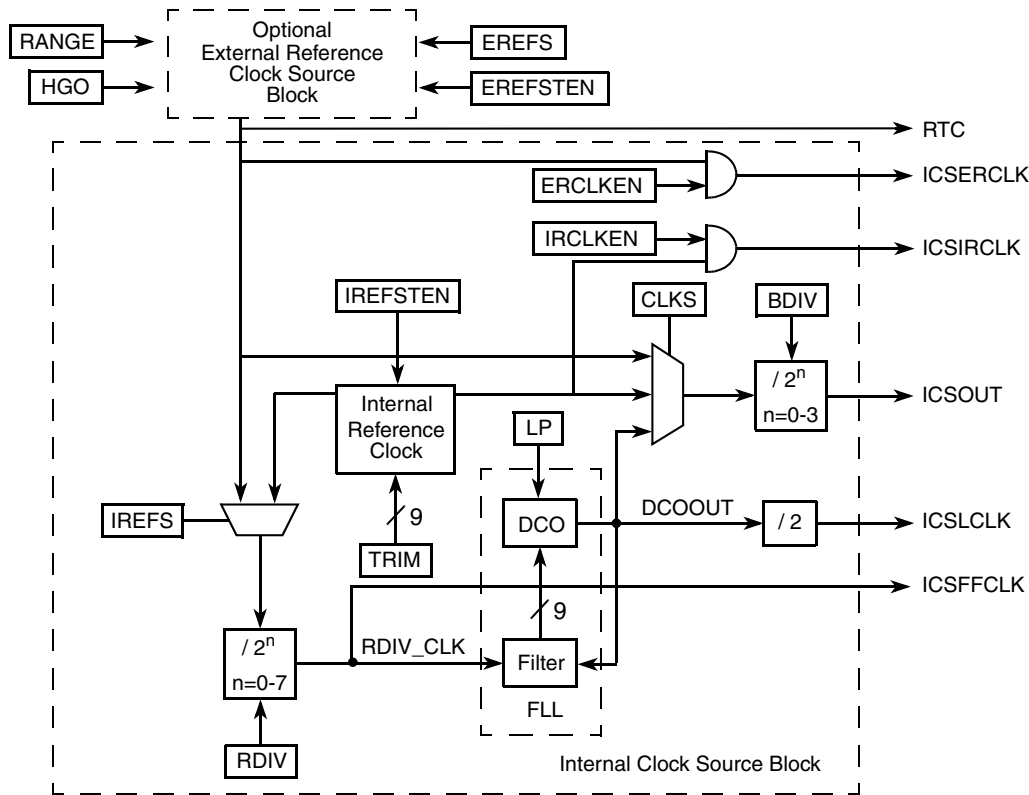 RANGE
HGO
Optional
External Reference
Clock Source
Block
EREFS
EREFSTEN
RTC
ERCLKEN
ICSERCLK
IRCLKEN
ICSIRCLK
IREFSTEN
CLKS
BDIV
Internal
Reference
Clock
/ 2^n
n=0-3
ICSOUT
LP
IREFS
9
TRIM
DCO
DCOOUT
/ 2
ICSLCLK
ICSFFCLK
9
/ 2^n
n=0-7
RDIV_CLK
Filter
FLL
RDIV
Internal Clock Source Block